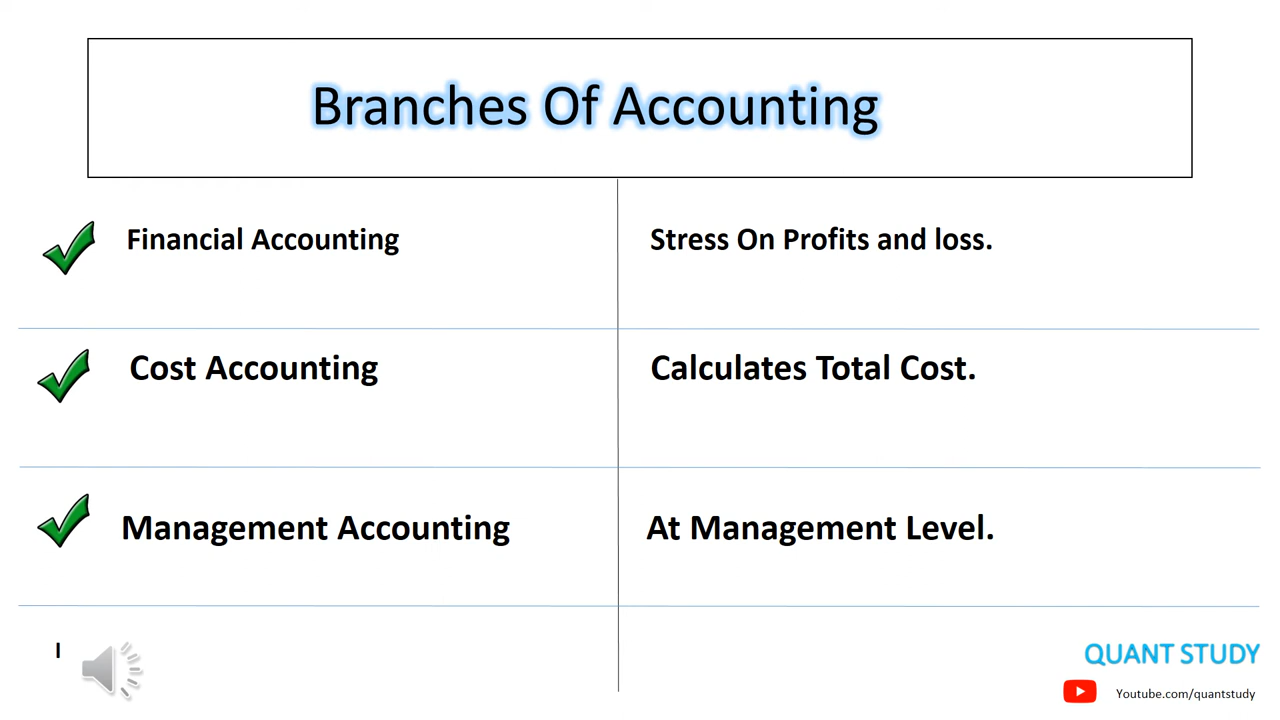 Branches Of Accounting
Financial Accounting
Stress On Profits and loss.
Cost Accounting
Calculates Total Cost.
Management Accounting
At Management Level.
I
QUANT STUDY
Youtube.com/quantstudy